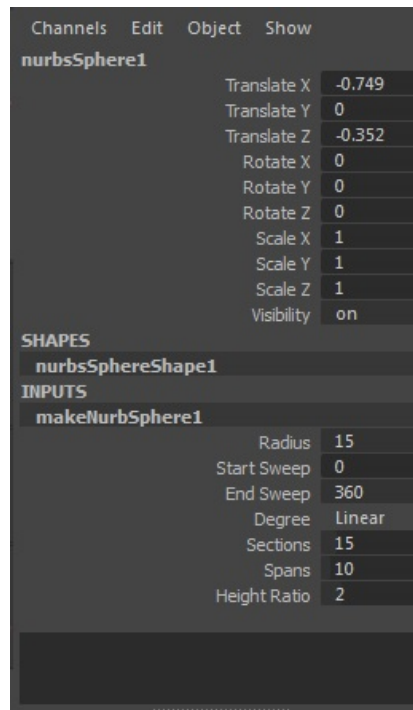 Channels Edit Object Show
nurbsSphere1
Translate X -0.749
Translate Y 0
Translate Z -0.352
Rotate X 0
Rotate Y 0
Rotate Z 0
Scale X 1
Scale Y 1
Scale Z 1
Visibility on
SHAPES
nurbsSphereShape1
INPUTS
makeNurbSphere1
Radius 15
Start Sweep 0
End Sweep 360
Degree Linear
Sections 15
Spans 10
Height Ratio 2